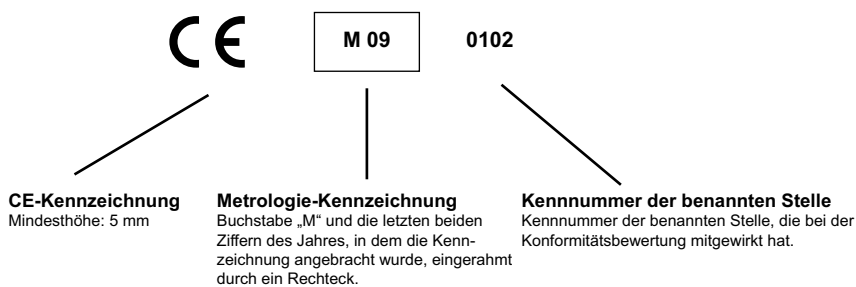 CE M 09 0102
CE-Kennzeichnung
Mindesthöhe: 5 mm
Metrologie-Kennzeichnung
Buchstabe „M“ und die letzten beiden
Ziffern des Jahres, in dem die Kenn-
zeichnung angebracht wurde, eingerahmt
durch ein Rechteck.
Kennnummer der benannten Stelle
Kennnummer der benannten Stelle, die bei der
Konformitätsbewertung mitgewirkt hat.